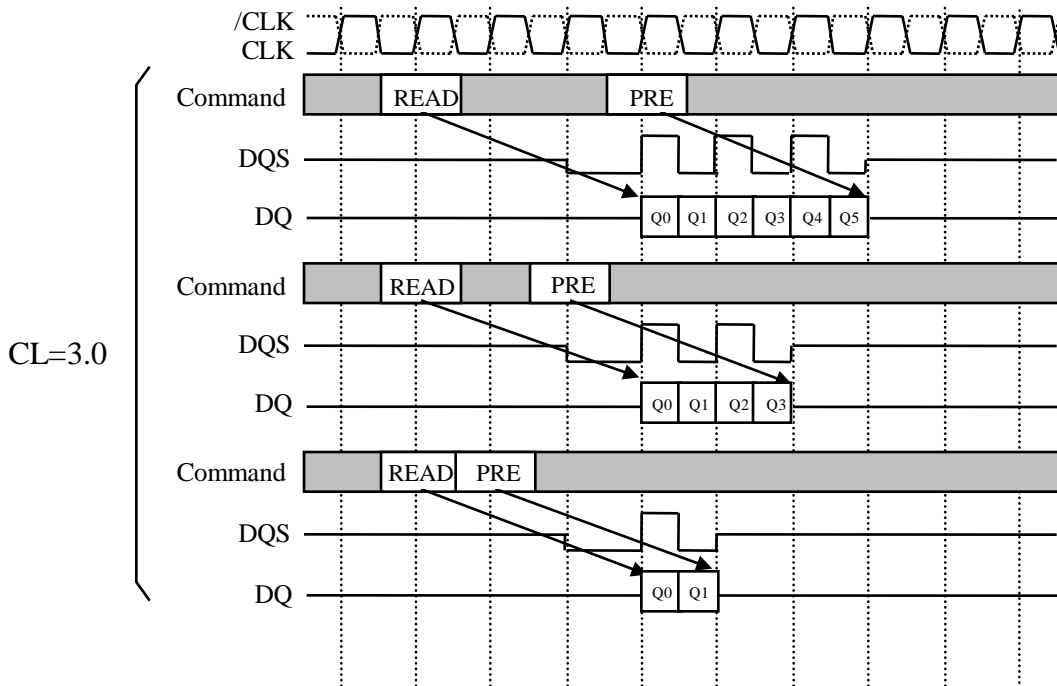 /CLK
CLK
Command READ PRE
DQS
DQ Q0 Q1 Q2 Q3 Q4 Q5
Command READ PRE
CL=3.0
DQS
DQ Q0 Q1 Q2 Q3
Command READ PRE
DQS
DQ Q0 Q1